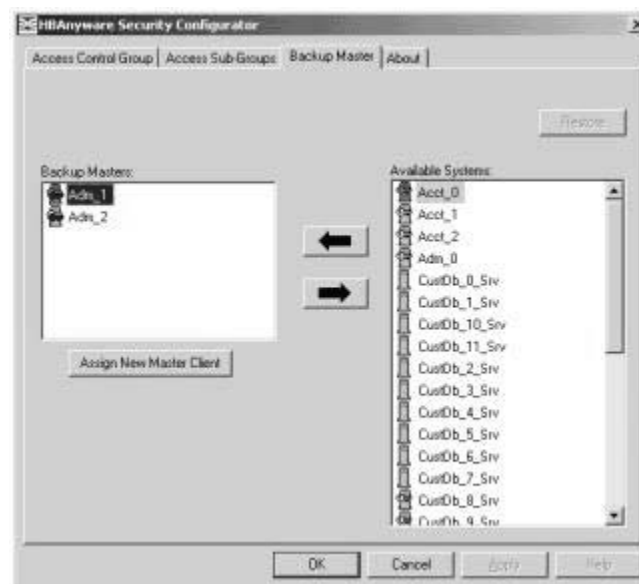 HBAnyware Security Configurator
Access Control Group
Access Sub-Groups
Backup Master
About
Restore
Backup Masters:
Adm_1
Adm_2
Assign New Master Client
Available Systems:
Acct_0
Acct_1
Acct_2
Adm_0
CustDb_0_Srv
CustDb_1_Srv
CustDb_10_Srv
CustDb_11_Srv
CustDb_2_Srv
CustDb_3_Srv
CustDb_4_Srv
CustDb_5_Srv
CustDb_6_Srv
CustDb_7_Srv
CustDb_8_Srv
CustDb_9_Srv
OK
Cancel
Apply
Help